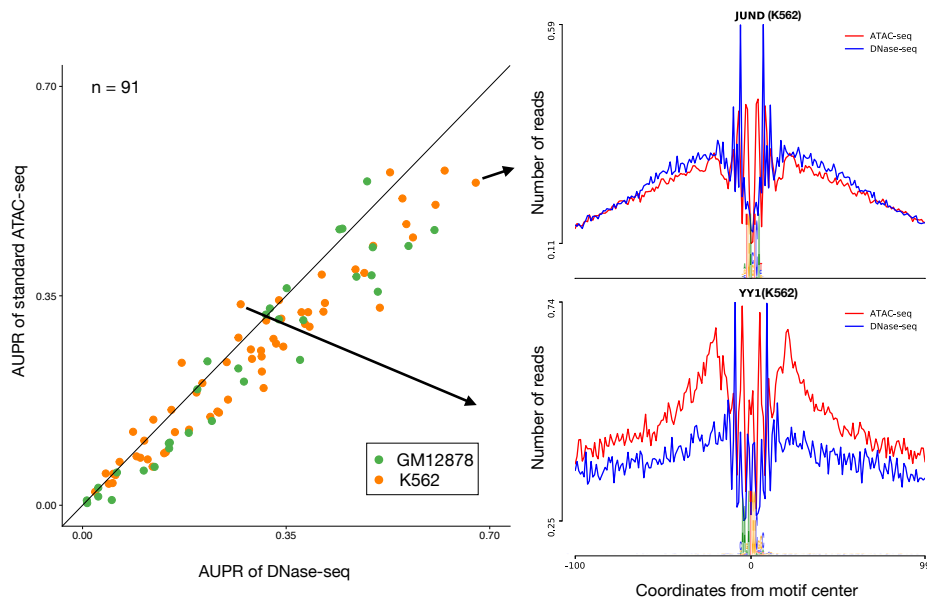 n = 91
0.70
0.35
0.00
AUPR of standard ATAC-seq
GM12878
K562
0.00
0.35
0.70
AUPR of DNase-seq
JUND (K562)
0.59
0.11
Number of reads
ATAC-seq
DNase-seq
YY1(K562)
0.74
0.25
Number of reads
ATAC-seq
DNase-seq
-100
0
99
Coordinates from motif center